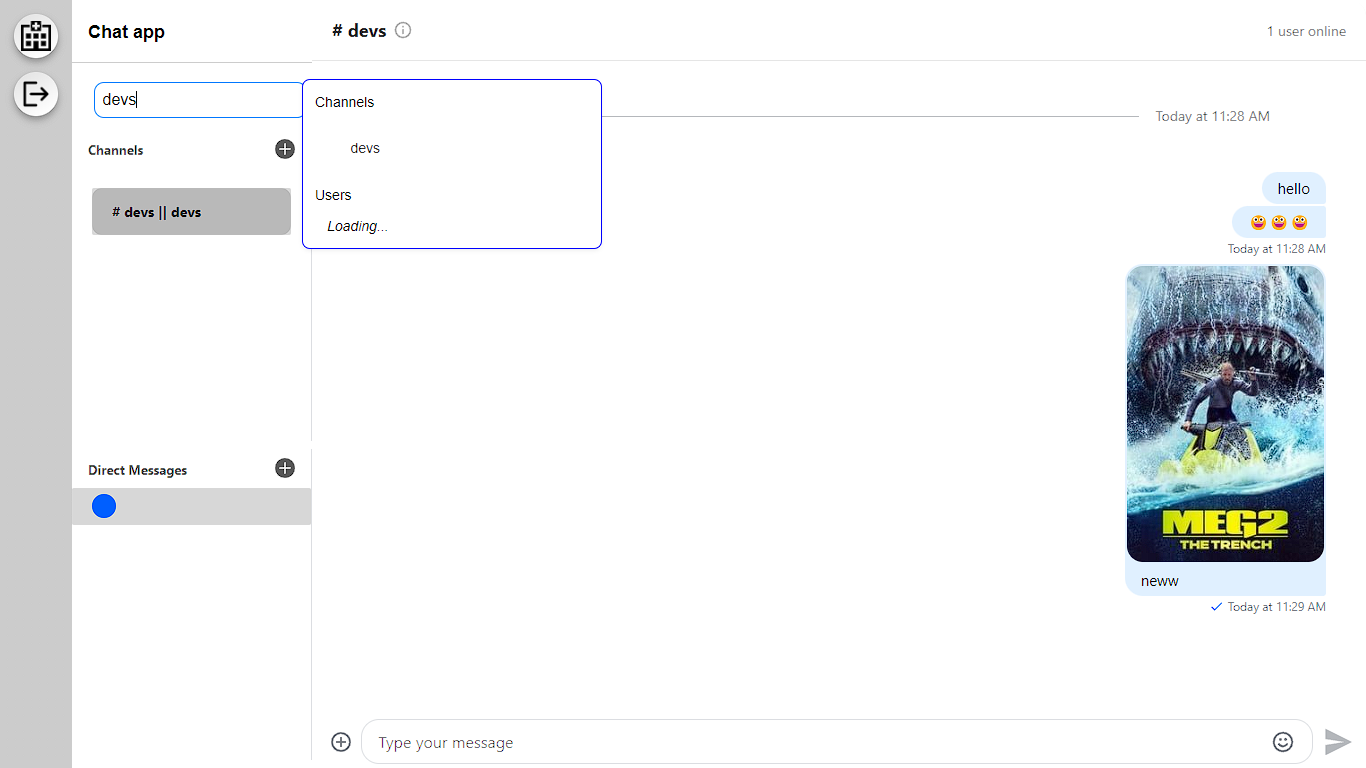 Chat app
# devs
1 user online
devs
Channels
# devs || devs
Channels
devs
Users
Loading...
Today at 11:28 AM
hello
Today at 11:28 AM
MEG2
THE TRENCH
neww
Today at 11:29 AM
Direct Messages
Type your message